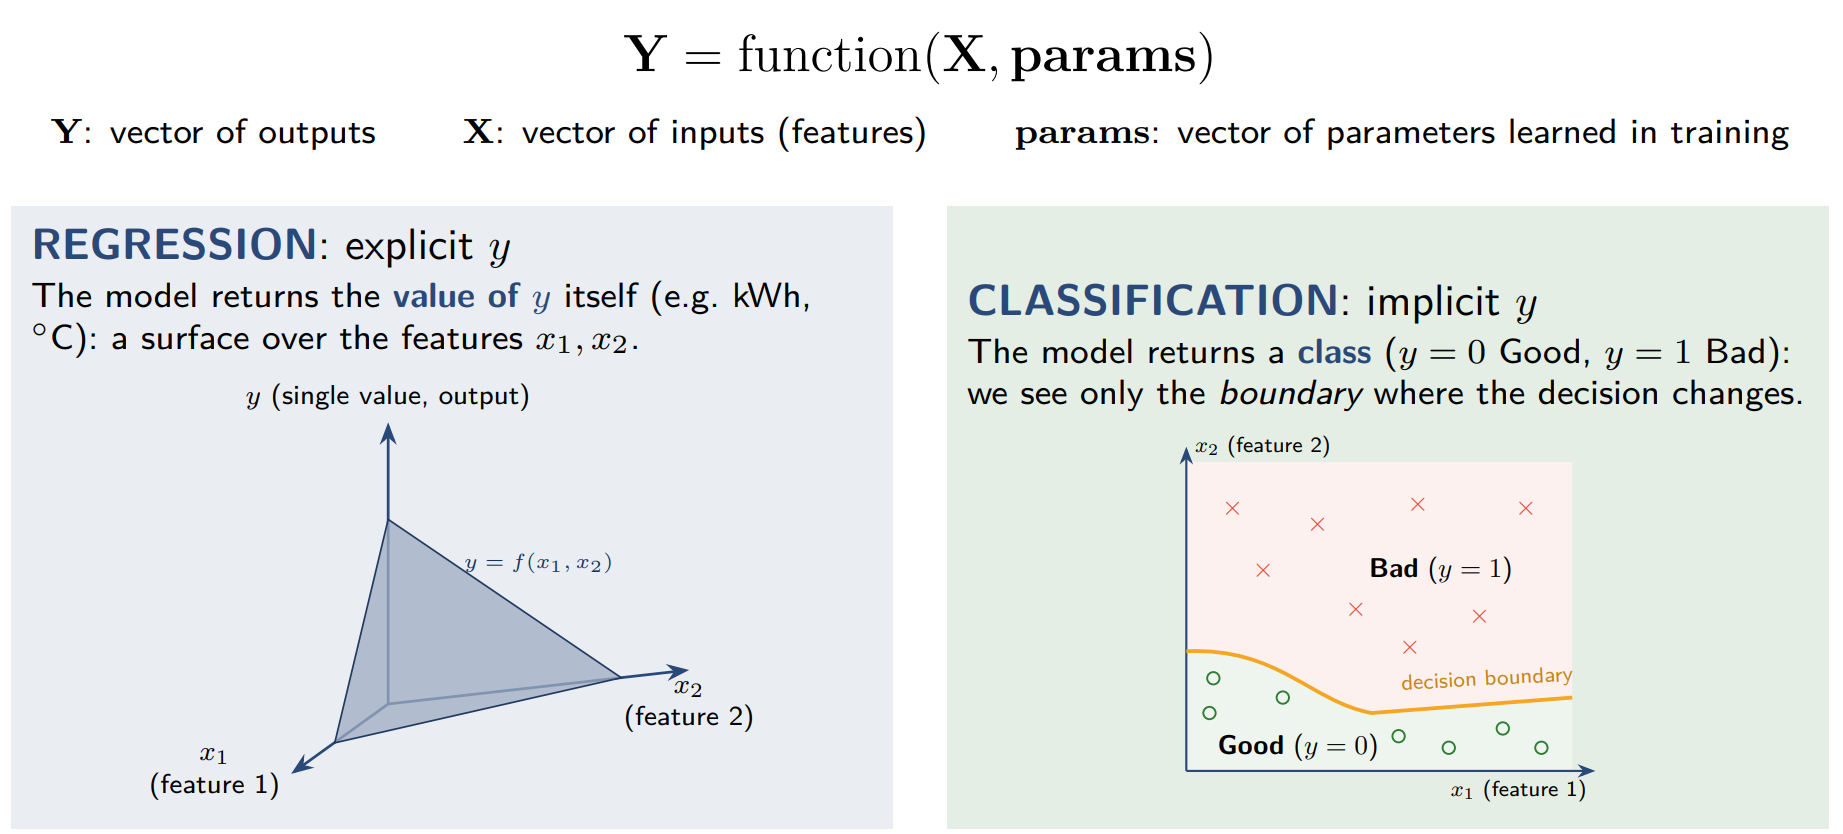 Y = function(X, params)
Y: vector of outputs
X: vector of inputs (features)
params: vector of parameters learned in training
REGRESSION: explicit y
The model returns the value of y itself (e.g. kWh,
°C): a surface over the features x₁, x₂.
y (single value, output)
y = f(x₁, x₂)
x₂
(feature 2)
x₁
(feature 1)
CLASSIFICATION: implicit y
The model returns a class (y = 0 Good, y = 1 Bad):
we see only the boundary where the decision changes.
x₂ (feature 2)
Bad (y = 1)
decision boundary
Good (y = 0)
x₁ (feature 1)